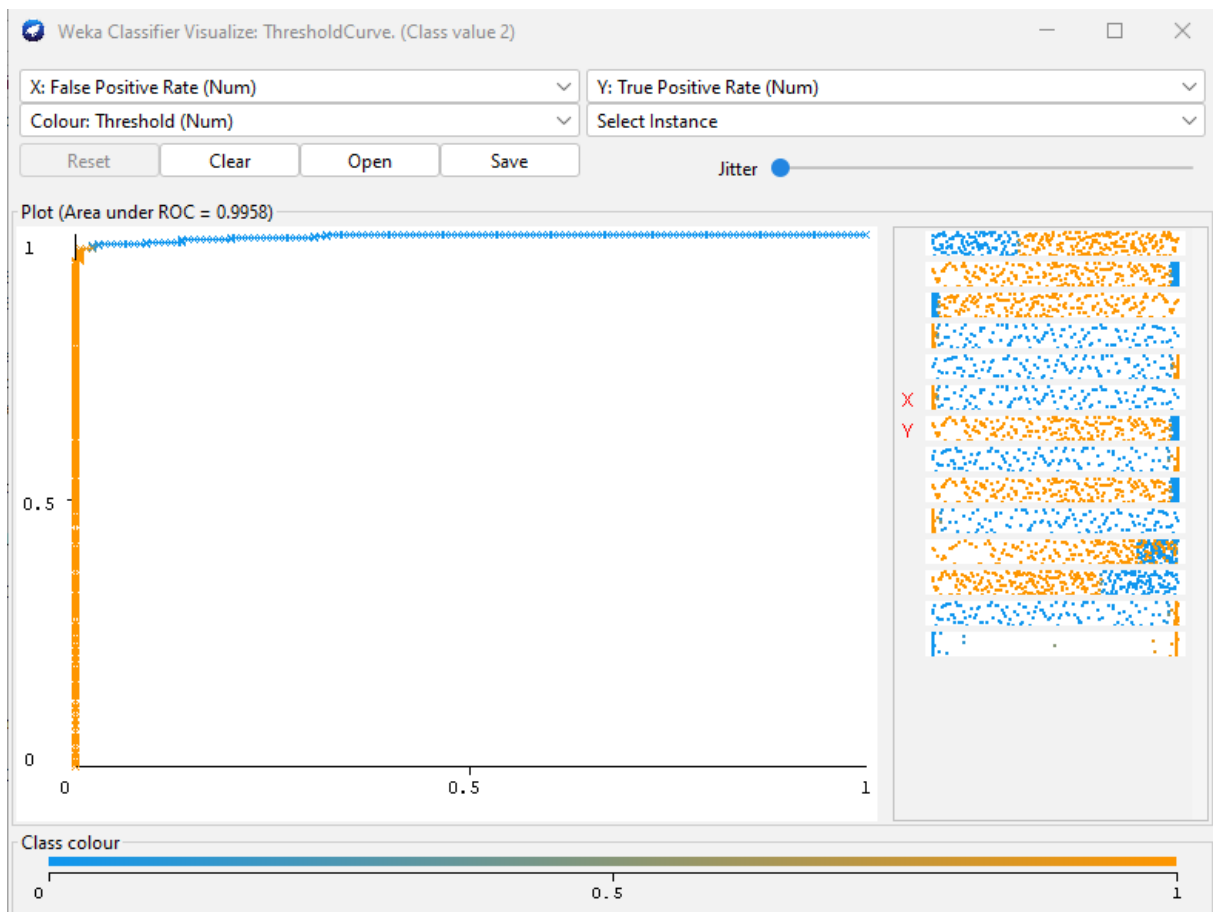 Weka Classifier Visualize: ThresholdCurve. (Class value 2)
X: False Positive Rate (Num)
Y: True Positive Rate (Num)
Colour: Threshold (Num)
Select Instance
Reset
Clear
Open
Save
Jitter
Plot (Area under ROC = 0.9958)
1
0.5
0
0
0.5
1
X
Y
Class colour
0
0.5
1